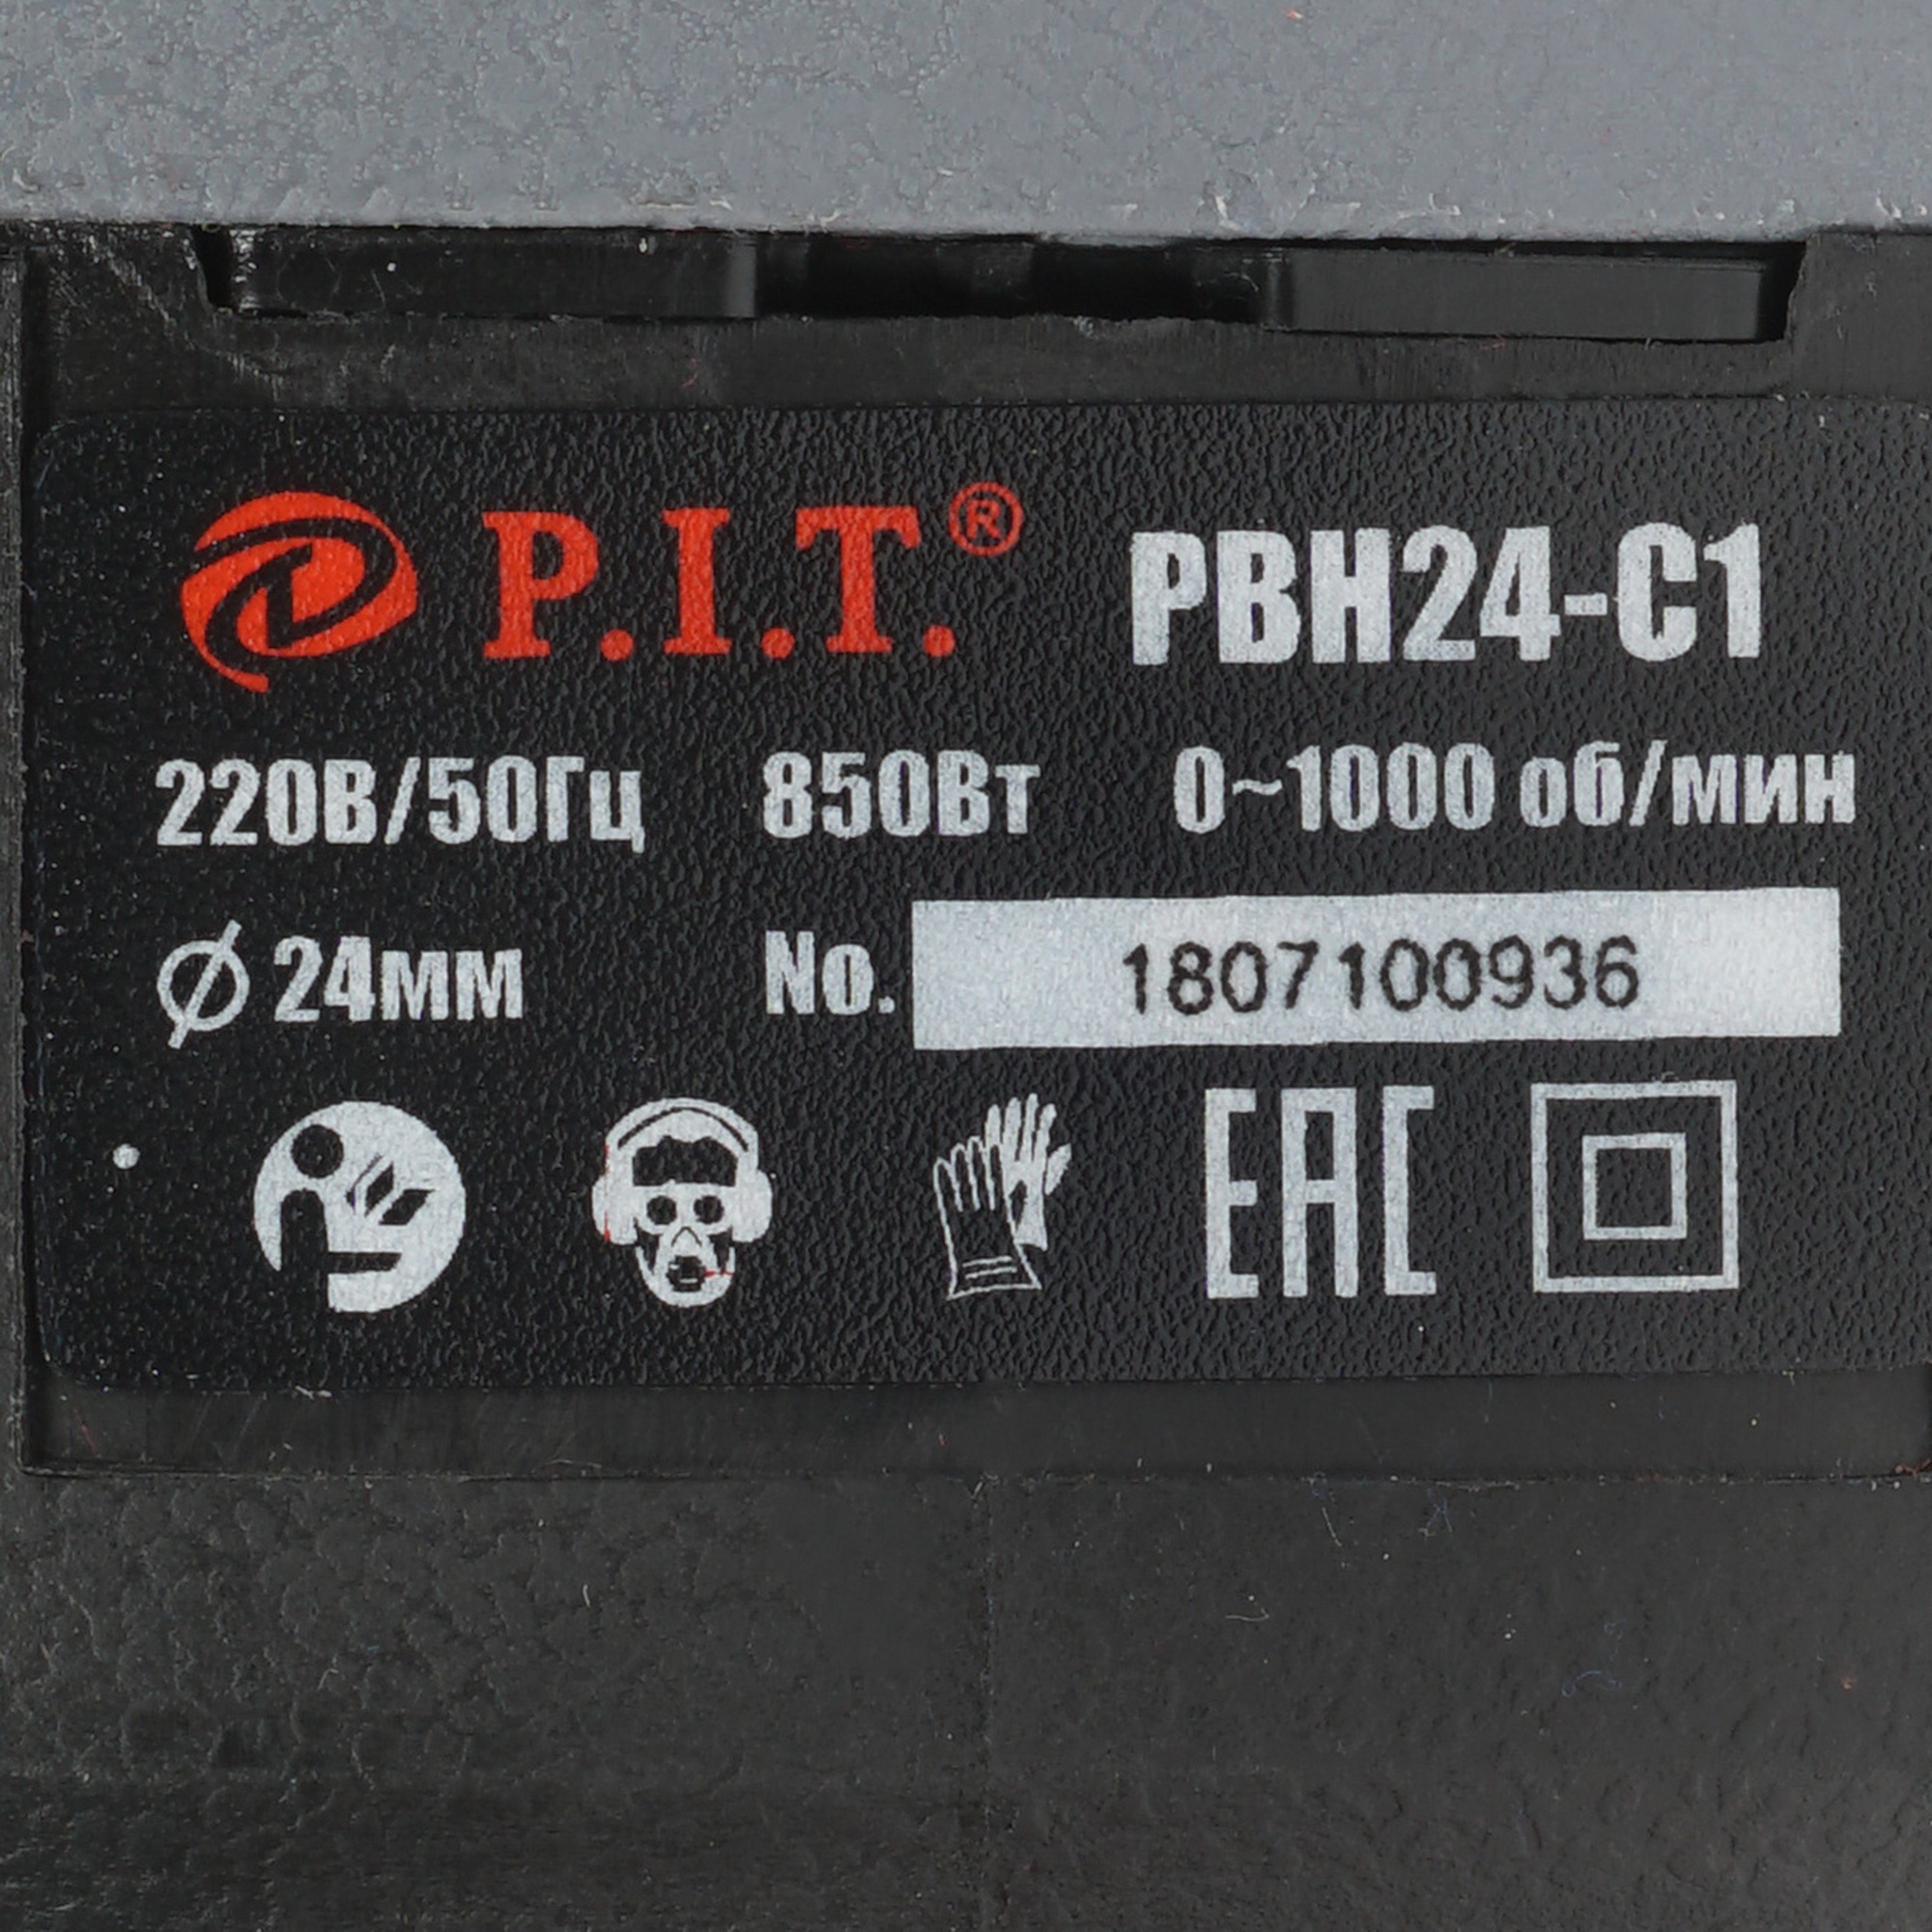 P.I.T.® PBH24-C1
220В/50Гц 850Вт 0~1000 об/мин
Ø 24мм No. 1807100936
EAC